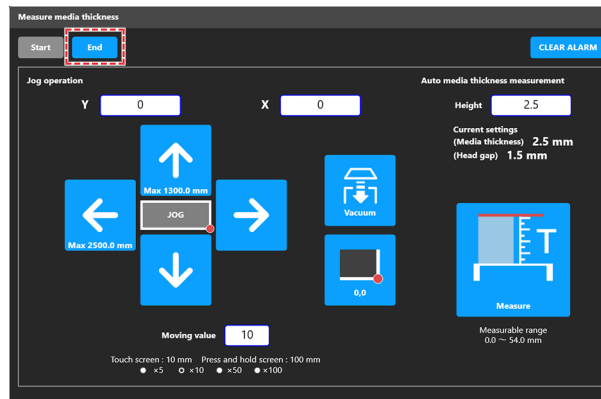 Measure media thickness
Start
End
CLEAR ALARM
Jog operation
Auto media thickness measurement
Y 0
X 0
Height 2.5
Current settings
(Media thickness) 2.5 mm
(Head gap) 1.5 mm
Max 1300.0 mm
JOG
Max 2500.0 mm
Vacuum
0,0
T
Measure
Measurable range
0.0 ～ 54.0 mm
Moving value 10
Touch screen : 10 mm Press and hold screen : 100 mm
×5 ×10 ×50 ×100